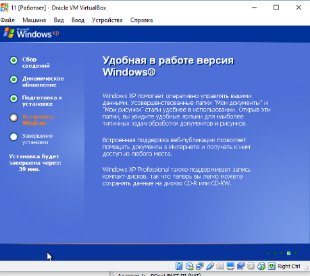 11 [Работает] - Oracle VM VirtualBox
Файл Машина Вид Ввод Устройства Справка
Windows xp
Сбор
сведений
Динамическое
обновление
Подготовка к
установке
Установка
Windows
Завершение
установки
Установка будет
завершена через:
39 мин.
Удобная в работе версия
Windows®
Windows XP помогает оперативно управлять вашими
данными. Усовершенствованные папки "Мои документы" и
"Мои рисунки" стали удобнее в использовании. Открыв эти
папки, вы увидите удобные ярлыки для наиболее
типичных задач обработки документов и рисунков.
Встроенная поддержка веб-публикации позволяет
помещать документы в Интернете и получать к ним
доступ из любого места.
Windows XP Professional также поддерживает запись
компакт-дисков, так что теперь вы легко можете
сохранять данные на дисках CD-R или CD-RW.
Right Ctrl